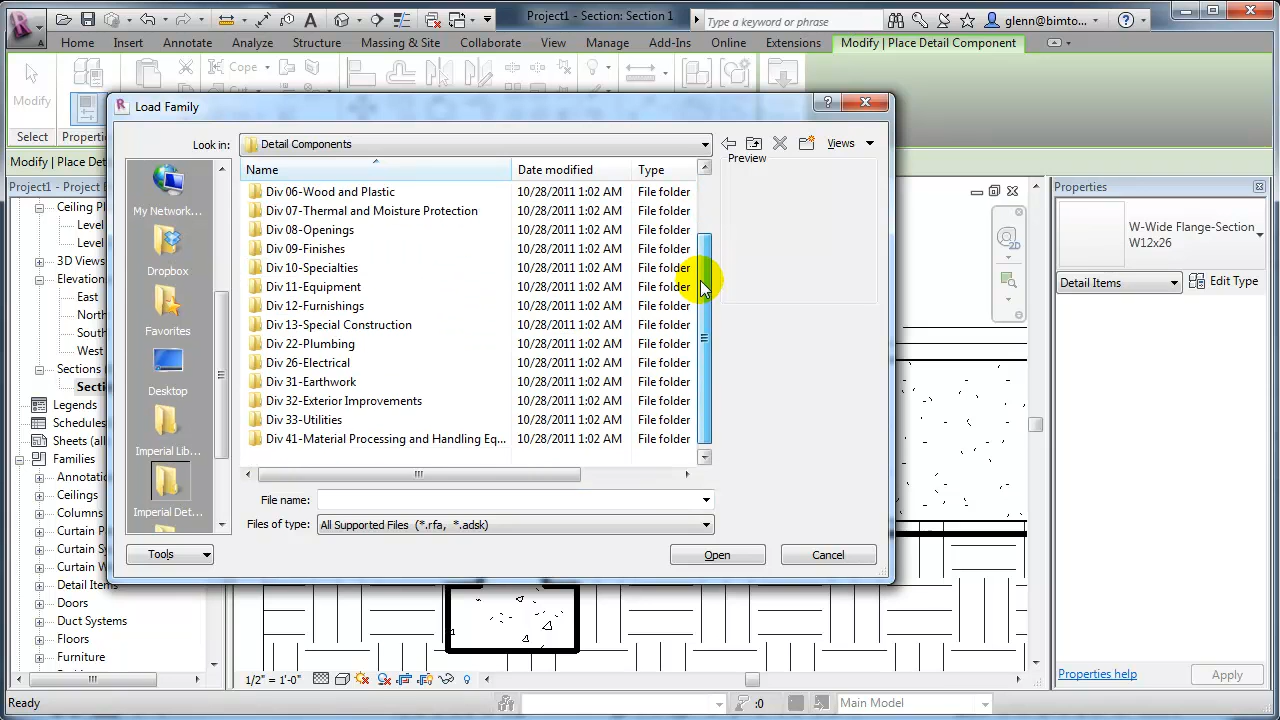 Project1 - Section: Section 1
Type a keyword or phrase
glenn@bimto...
Home Insert Annotate Analyze Structure Massing & Site Collaborate View Manage Add-Ins Online Extensions Modify | Place Detail Component
Modify
Cope
Select Properti
Load Family
Modify | Place De
Look in: Detail Components
Views
Project1 - Project B
Name Date modified Type
Preview
Properties
Ceiling P
Level
Level
3D Views
Elevation
East
North
South
West
Sections
Secti
Legends
Schedules
Sheets (al
Families
Annotatio
Ceilings
Columns
Curtain P
Curtain S
Curtain W
Detail Items
Doors
Duct Systems
Floors
Furniture
My Network...
Dropbox
Favorites
Desktop
Imperial Lib...
Imperial Det...
Div 06-Wood and Plastic 10/28/2011 1:02 AM File folder
Div 07-Thermal and Moisture Protection 10/28/2011 1:02 AM File folder
Div 08-Openings 10/28/2011 1:02 AM File folder
Div 09-Finishes 10/28/2011 1:02 AM File folder
Div 10-Specialties 10/28/2011 1:02 AM File folder
Div 11-Equipment 10/28/2011 1:02 AM File folder
Div 12-Furnishings 10/28/2011 1:02 AM File folder
Div 13-Special Construction 10/28/2011 1:02 AM File folder
Div 22-Plumbing 10/28/2011 1:02 AM File folder
Div 26-Electrical 10/28/2011 1:02 AM File folder
Div 31-Earthwork 10/28/2011 1:02 AM File folder
Div 32-Exterior Improvements 10/28/2011 1:02 AM File folder
Div 33-Utilities 10/28/2011 1:02 AM File folder
Div 41-Material Processing and Handling Eq... 10/28/2011 1:02 AM File folder
File name:
Files of type: All Supported Files (*.rfa, *.adsk)
Tools Open Cancel
2D
W-Wide Flange-Section
W12x26
Detail Items Edit Type
Properties help Apply
1/2" = 1'-0"
Ready :0 Main Model